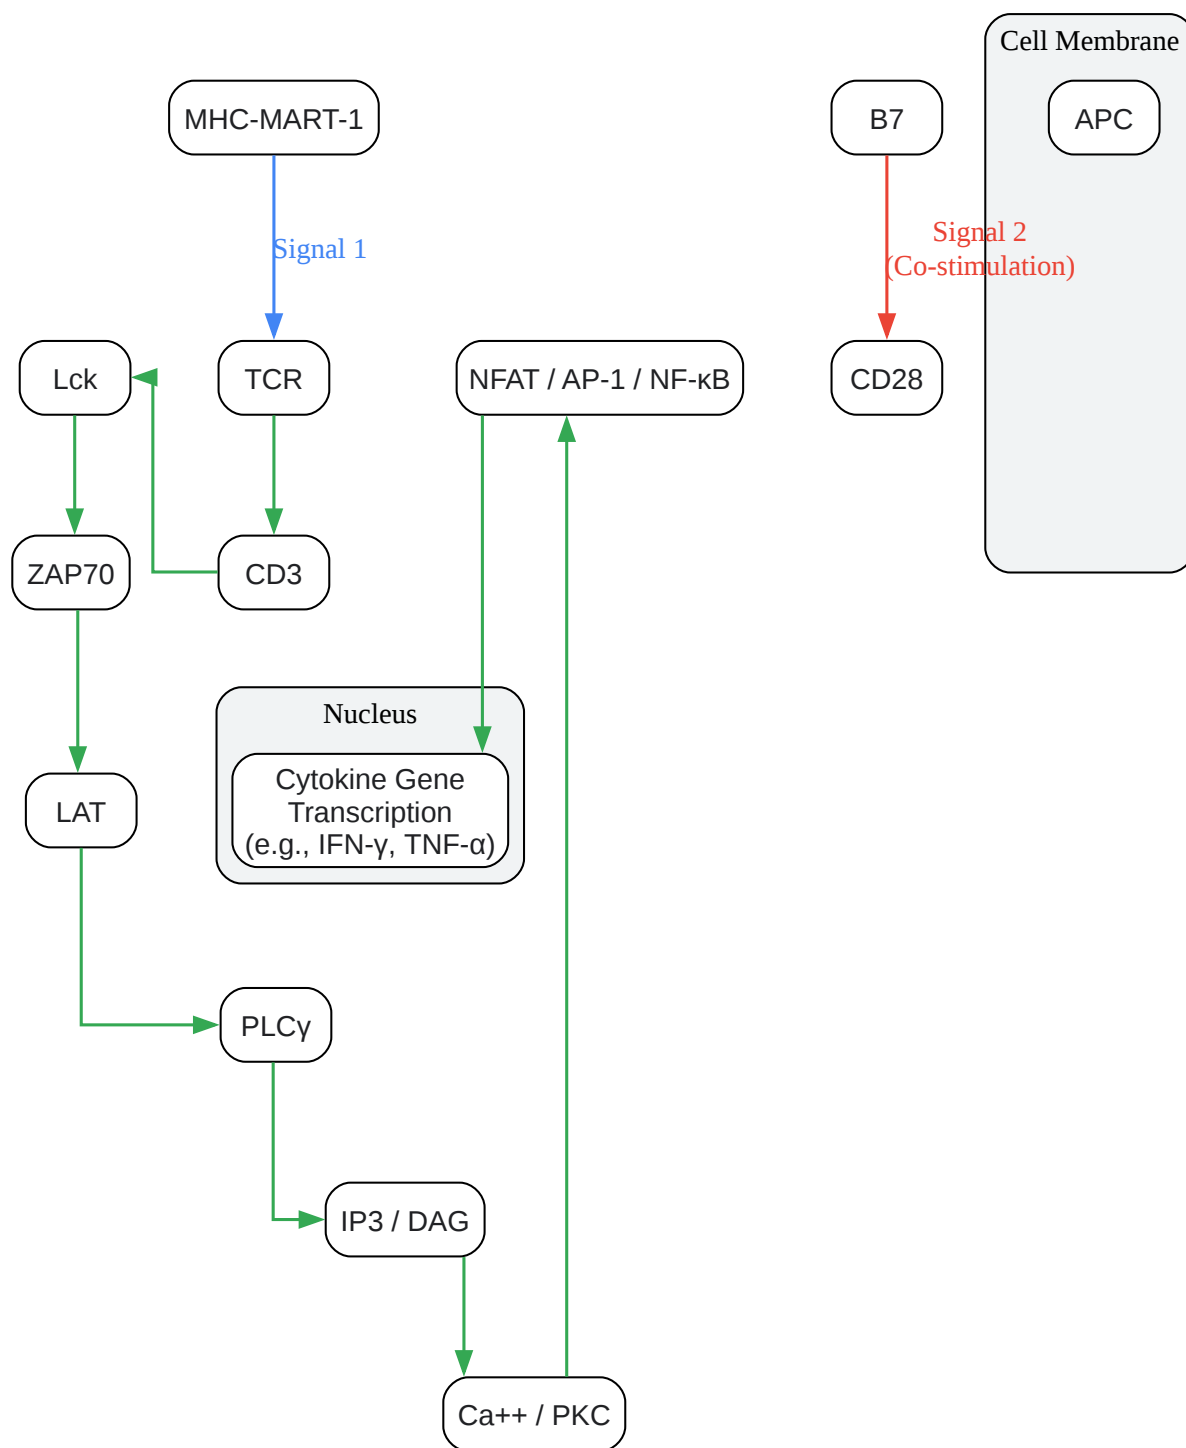 Cell Membrane
MHC-MART-1
B7
APC
Signal 1
Signal 2
(Co-stimulation)
Lck
TCR
NFAT / AP-1 / NF-κB
CD28
ZAP70
CD3
Nucleus
Cytokine Gene
Transcription
(e.g., IFN-γ, TNF-α)
LAT
PLCγ
IP3 / DAG
Ca++ / PKC